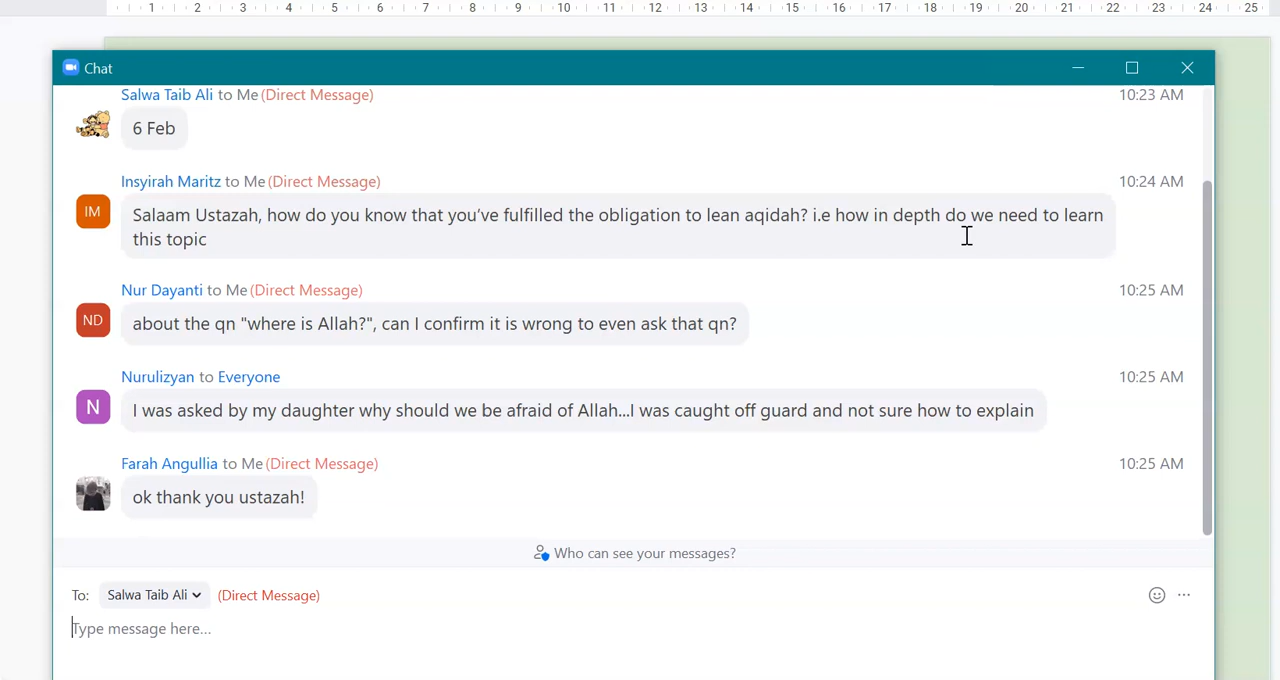 1 2 3 4 5 6 7 8 9 10 11 12 13 14 15 16 17 18 19 20 21 22 23 24 25
Chat
Salwa Taib Ali to Me (Direct Message) 10:23 AM
6 Feb
Insyirah Maritz to Me (Direct Message) 10:24 AM
IM
Salaam Ustazah, how do you know that you've fulfilled the obligation to lean aqidah? i.e how in depth do we need to learn
this topic
Nur Dayanti to Me (Direct Message) 10:25 AM
ND
about the qn "where is Allah?", can I confirm it is wrong to even ask that qn?
Nurulizyan to Everyone 10:25 AM
N
I was asked by my daughter why should we be afraid of Allah...I was caught off guard and not sure how to explain
Farah Angullia to Me (Direct Message) 10:25 AM
ok thank you ustazah!
Who can see your messages?
To: Salwa Taib Ali (Direct Message)
Type message here...